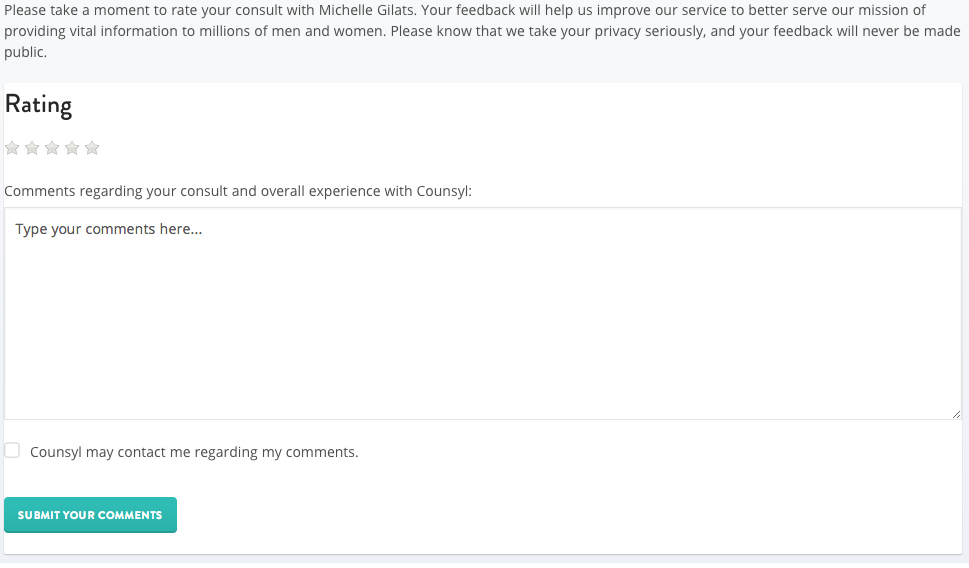 Please take a moment to rate your consult with Michelle Gilats. Your feedback will help us improve our service to better serve our mission of
providing vital information to millions of men and women. Please know that we take your privacy seriously, and your feedback will never be made
public.
Rating
Comments regarding your consult and overall experience with Counsyl:
Type your comments here...
Counsyl may contact me regarding my comments.
SUBMIT YOUR COMMENTS